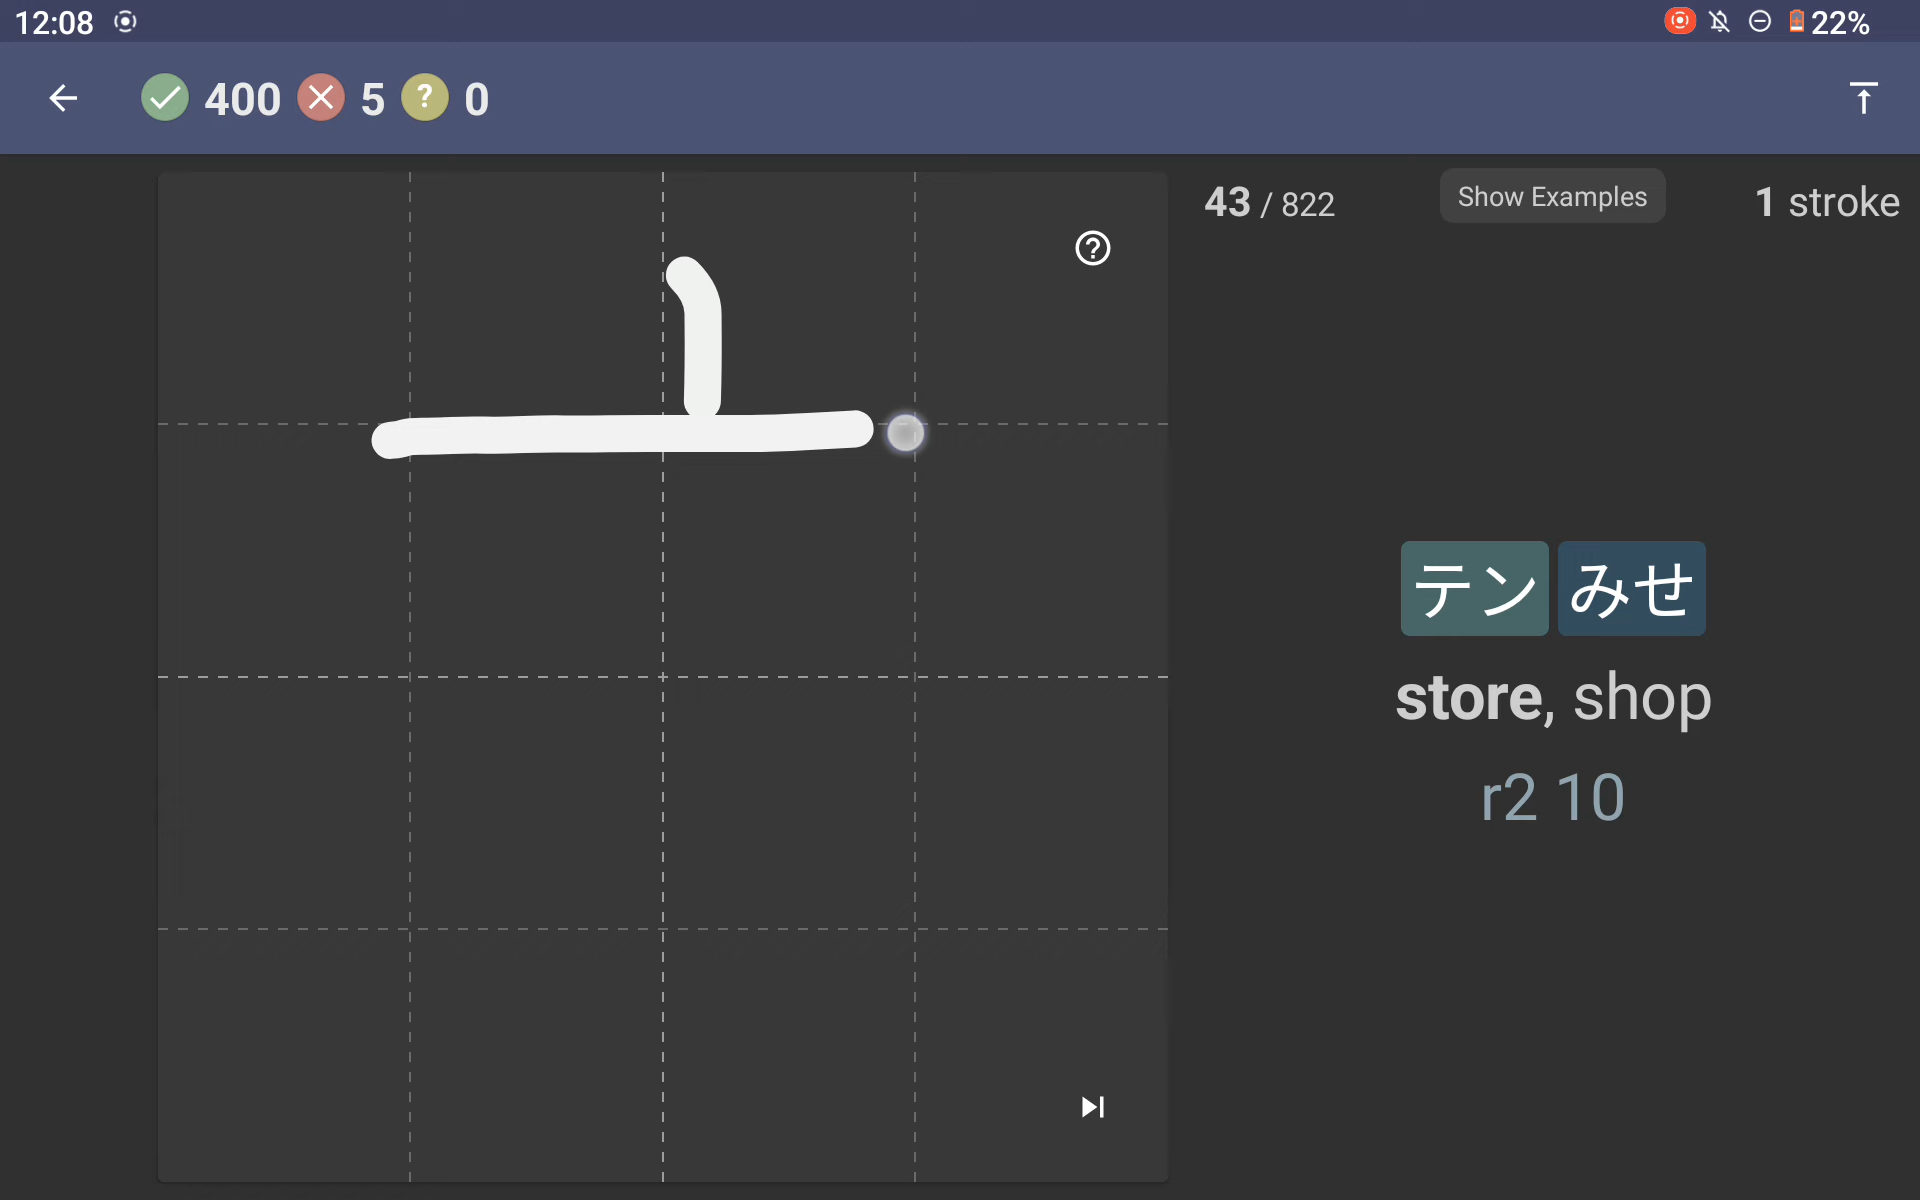 12:08 22%
400 5 ? 0
43 / 822 Show Examples 1 stroke
?
テン みせ
store, shop
r2 10